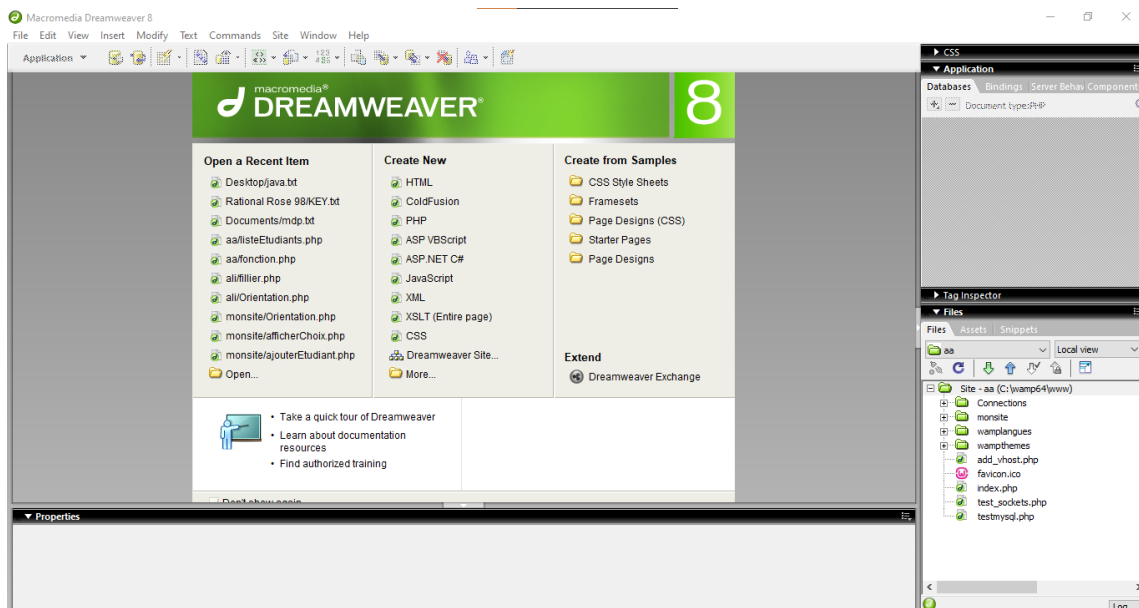 Macromedia Dreamweaver 8
File Edit View Insert Modify Text Commands Site Window Help
Application
macromedia®
DREAMWEAVER®
8
Open a Recent Item
Desktop/java.txt
Rational Rose 98/KEY.txt
Documents/mdp.txt
aa/listeEtudiants.php
aa/fonction.php
ali/fillier.php
ali/Orientation.php
monsite/Orientation.php
monsite/afficherChoix.php
monsite/ajouterEtudiant.php
Open...
Create New
HTML
ColdFusion
PHP
ASP VBScript
ASP.NET C#
JavaScript
XML
XSLT (Entire page)
CSS
Dreamweaver Site...
More...
Create from Samples
CSS Style Sheets
Framesets
Page Designs (CSS)
Starter Pages
Page Designs
Extend
Dreamweaver Exchange
• Take a quick tour of Dreamweaver
• Learn about documentation
resources
• Find authorized training
Don't show again
Properties
CSS
Application
Databases Bindings Server Behav Component
Document type:PHP
Tag Inspector
Files
Files Assets Snippets
aa Local view
Site - aa (C:\wamp64\www)
Connections
monsite
wamplangues
wampthemes
add_vhost.php
favicon.ico
index.php
test_sockets.php
testmysql.php
Log